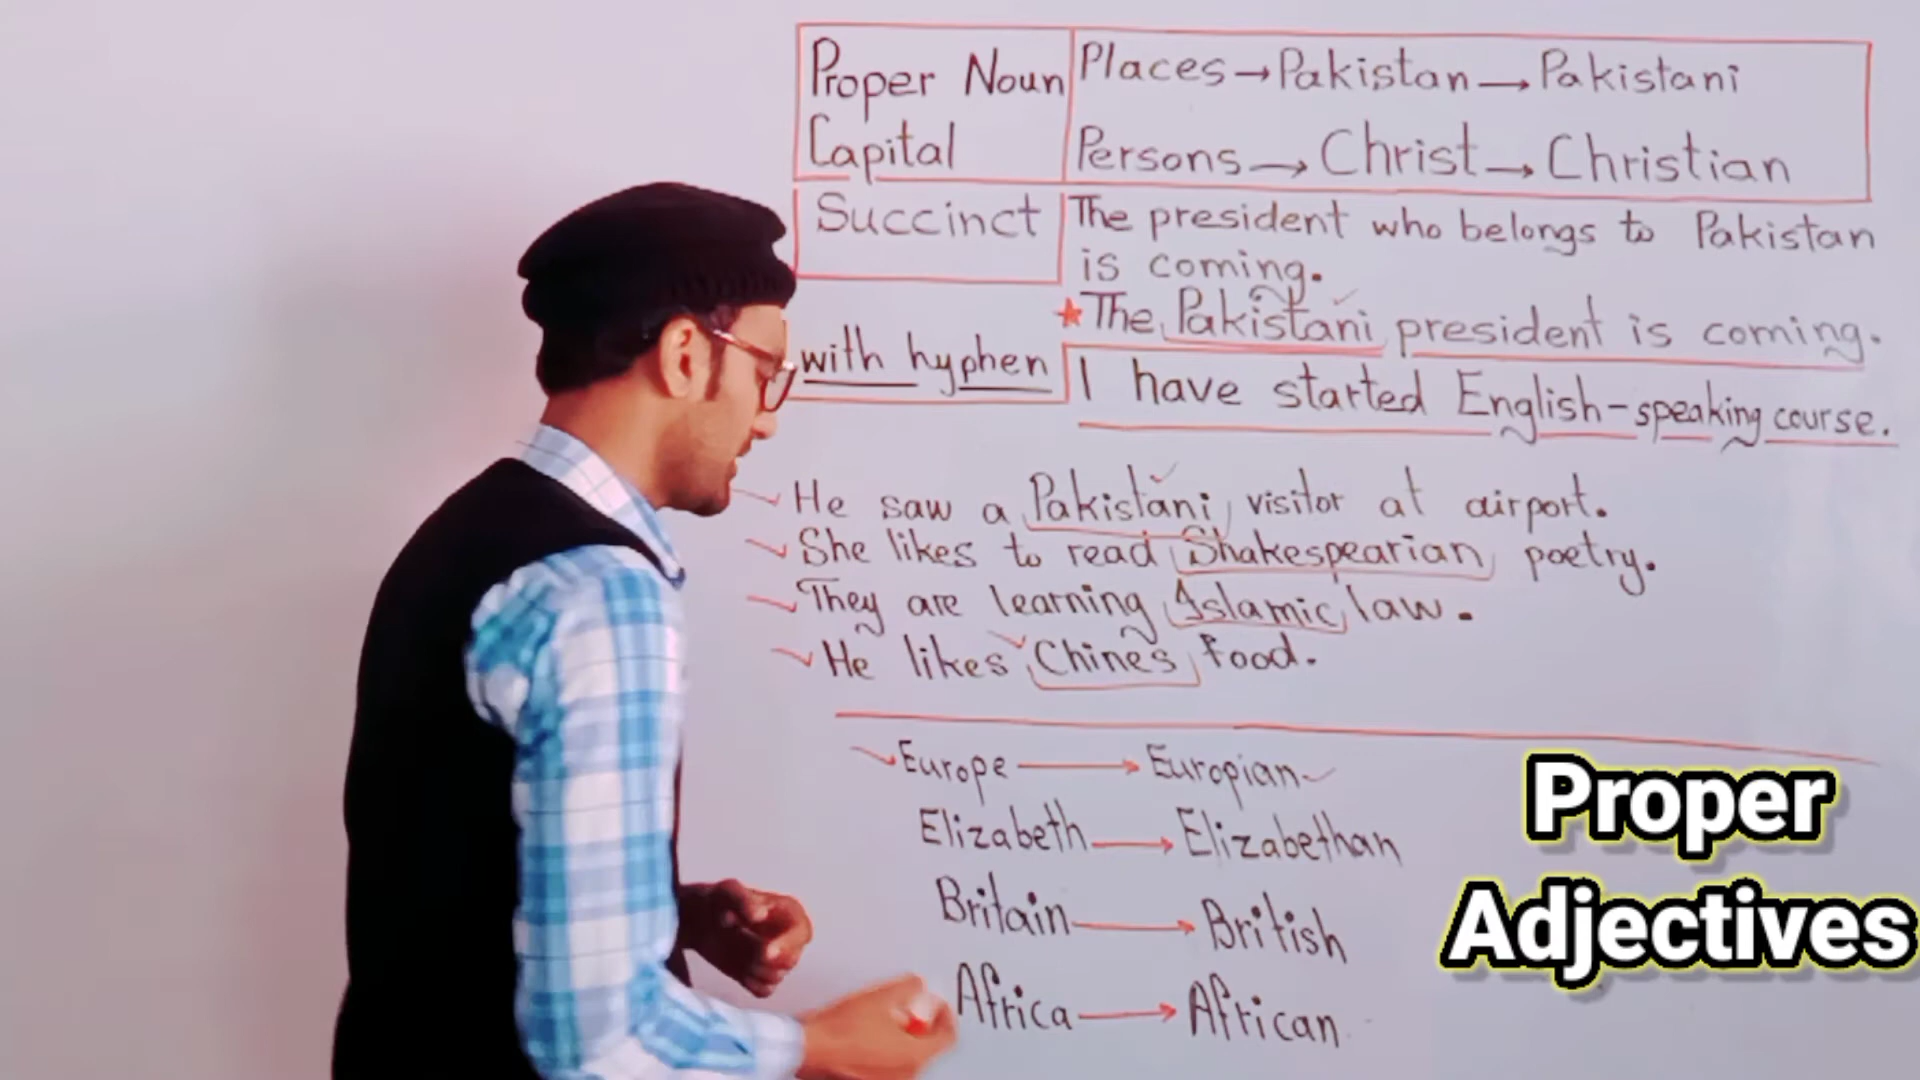 Proper Noun
Capital
Places→Pakistan→Pakistani
Persons→Christ→Christian
Succinct
The president who belongs to Pakistan
is coming.
★The Pakistani president is coming.
with hyphen
I have started English-speaking course.
He saw a Pakistani visitor at airport.
She likes to read Shakespearian poetry.
They are learning Islamic law.
He likes Chines food.
Europe→Europian
Elizabeth→Elizabethan
Britain→British
Africa→African
Proper
Adjectives